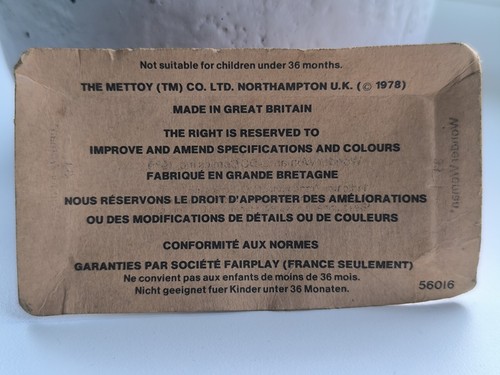 Not suitable for children under 36 months.
THE METTOY (TM) CO. LTD. NORTHAMPTON U.K. (© 1978)
MADE IN GREAT BRITAIN
THE RIGHT IS RESERVED TO
IMPROVE AND AMEND SPECIFICATIONS AND COLOURS
FABRIQUÉ EN GRANDE BRETAGNE
NOUS RÉSERVONS LE DROIT D'APPORTER DES AMÉLIORATIONS
OU DES MODIFICATIONS DE DÉTAILS OU DE COULEURS
CONFORMITÉ AUX NORMES
GARANTIES PAR SOCIÉTÉ FAIRPLAY (FRANCE SEULEMENT)
Ne convient pas aux enfants de moins de 36 mois.
Nicht geeignet fuer Kinder unter 36 Monaten.
56016
Wonder Woman